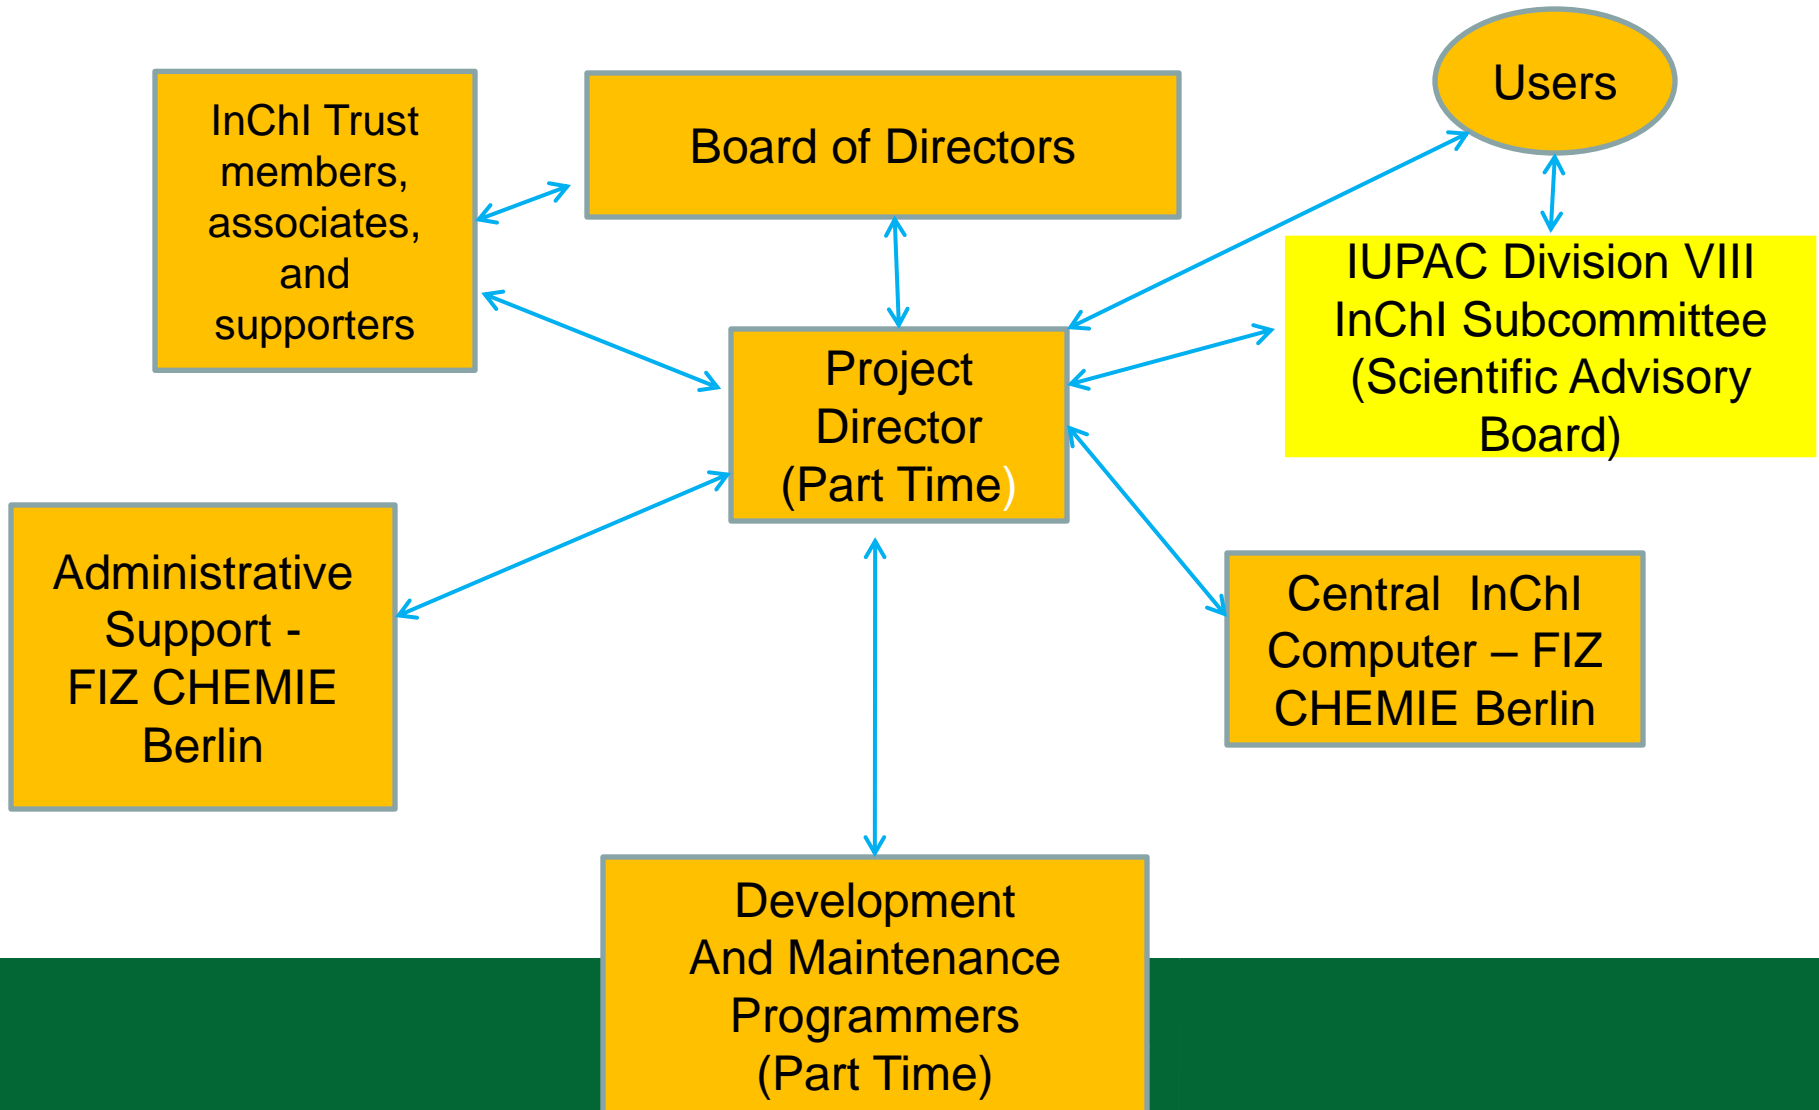 InChI Trust
members,
associates,
and
supporters
Board of Directors
Users
IUPAC Division VIII
InChI Subcommittee
(Scientific Advisory
Board)
Project
Director
(Part Time)
Administrative
Support -
FIZ CHEMIE
Berlin
Central  InChI
Computer – FIZ
CHEMIE Berlin
Development
And Maintenance
Programmers
(Part Time)